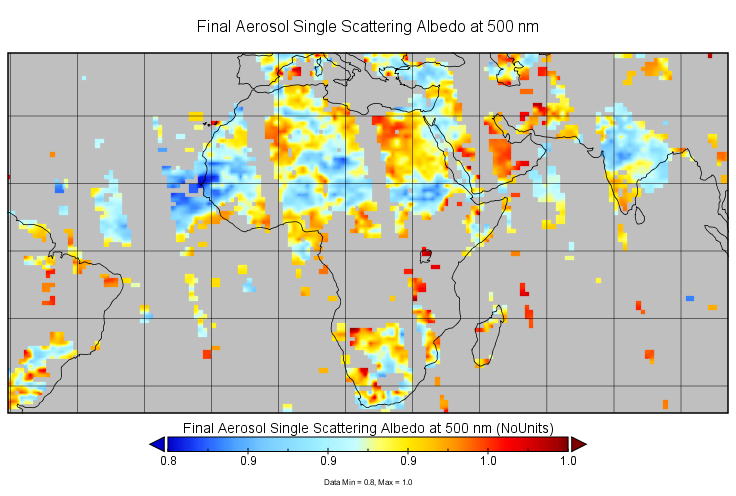 Final Aerosol Single Scattering Albedo at 500 nm
Final Aerosol Single Scattering Albedo at 500 nm (NoUnits)
0.8 0.9 0.9 0.9 1.0 1.0
Data Min = 0.8, Max = 1.0